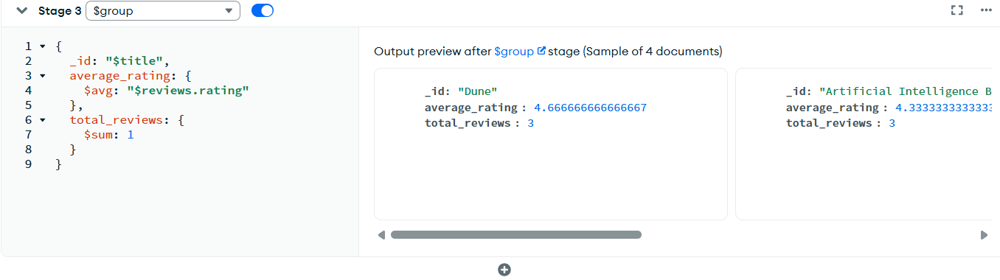 Stage 3 $group
1 {
2 _id: "$title",
3 average_rating: {
4 $avg: "$reviews.rating"
5 },
6 total_reviews: {
7 $sum: 1
8 }
9 }
Output preview after $group stage (Sample of 4 documents)
_id: "Dune"
average_rating : 4.666666666666667
total_reviews : 3
_id: "Artificial Intelligence B
average_rating : 4.3333333333333
total_reviews : 3